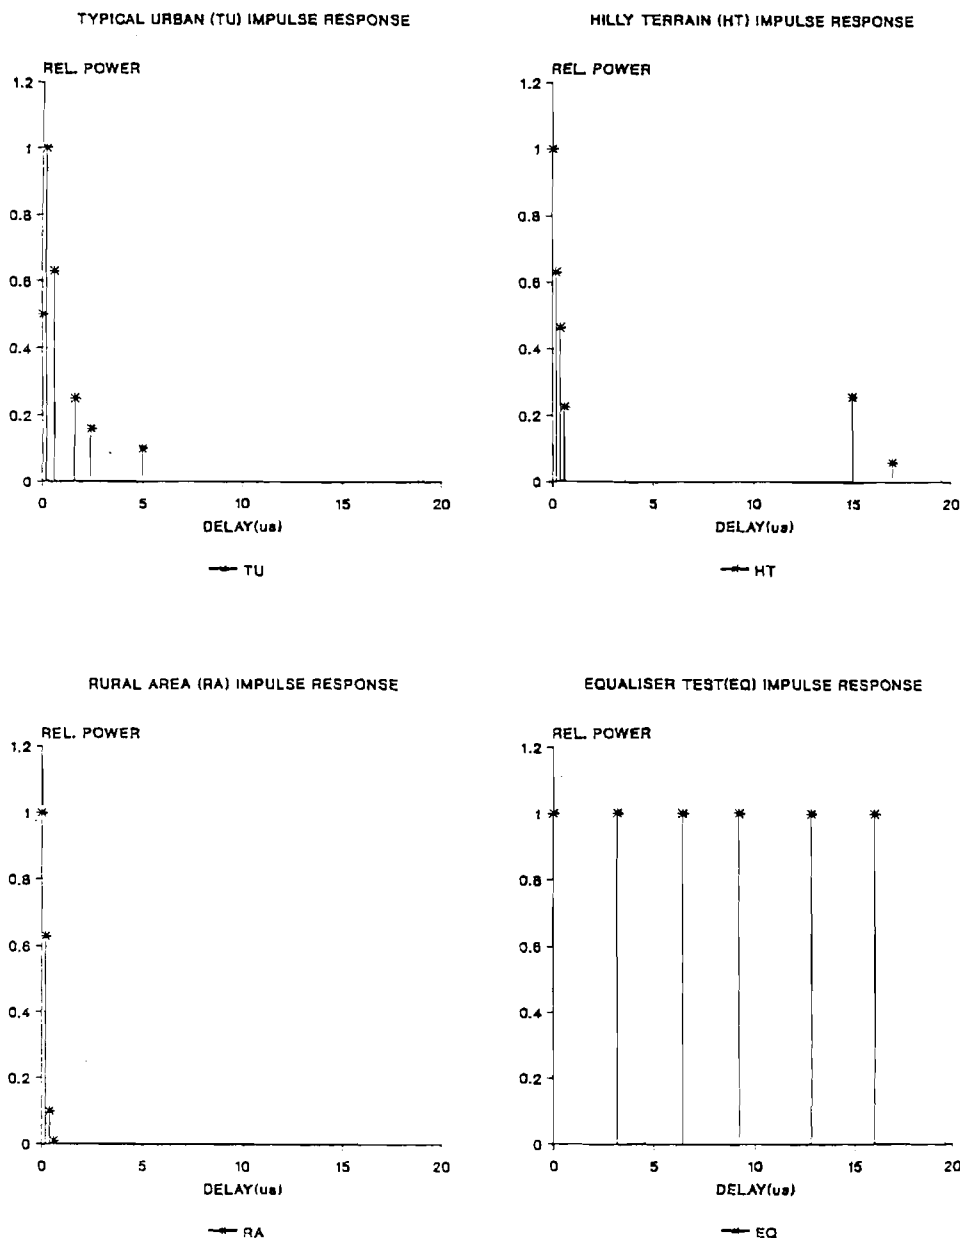 TYPICAL URBAN (TU) IMPULSE RESPONSE
REL. POWER
1.2
1
0.8
0.6
0.4
0.2
0
0 5 10 15 20
DELAY(us)
TU
HILLY TERRAIN (HT) IMPULSE RESPONSE
REL. POWER
1.2
1
0.8
0.6
0.4
0.2
0
0 5 10 15 20
DELAY(us)
HT
RURAL AREA (RA) IMPULSE RESPONSE
REL. POWER
1.2
1
0.8
0.6
0.4
0.2
0
0 5 10 15 20
DELAY(us)
RA
EQUALISER TEST(EQ) IMPULSE RESPONSE
REL. POWER
1.2
1
0.8
0.6
0.4
0.2
0
0 5 10 15 20
DELAY(us)
EQ